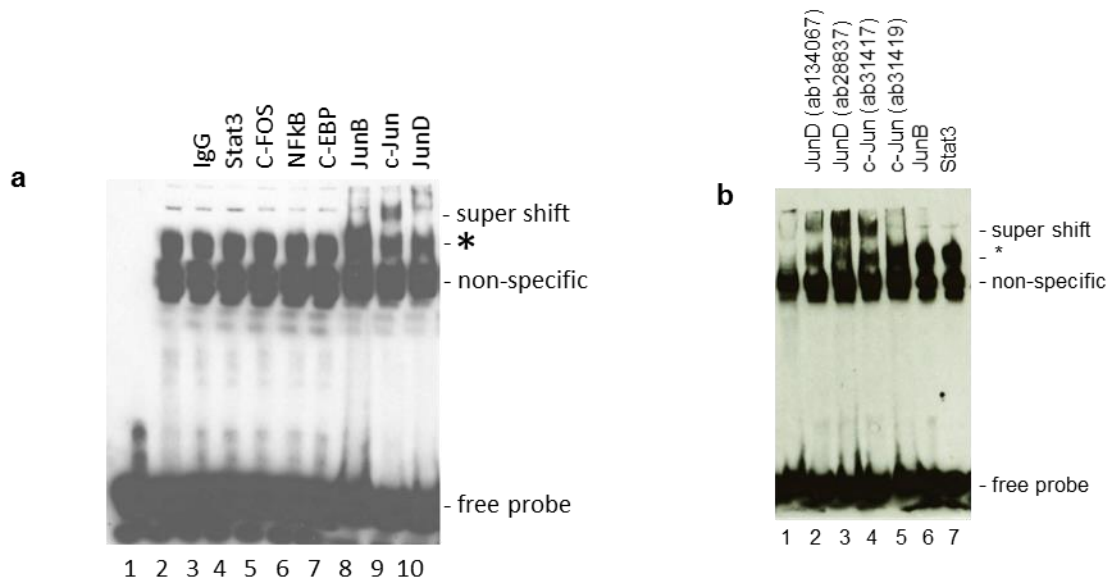 a
IgG
Stat3
C-FOS
NFkB
C-EBP
JunB
c-Jun
JunD
- super shift
- *
- non-specific
- free probe
1 2 3 4 5 6 7 8 9 10
b
JunD (ab134067)
JunD (ab28837)
c-Jun (ab31417)
c-Jun (ab31419)
JunB
Stat3
- super shift
- *
- non-specific
- free probe
1 2 3 4 5 6 7